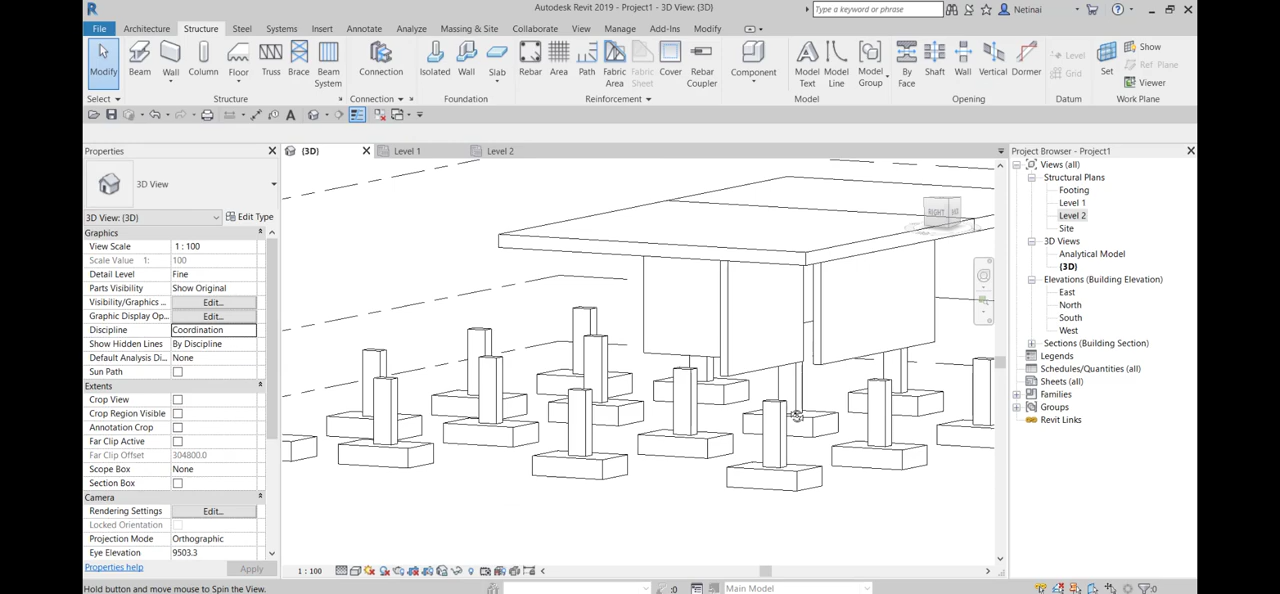 Autodesk Revit 2019 - Project1 - 3D View: {3D}
Type a keyword or phrase
Netinai
File Architecture Structure Steel Systems Insert Annotate Analyze Massing & Site Collaborate View Manage Add-Ins Modify
Modify Beam Wall Column Floor Truss Brace Beam System Connection Isolated Wall Slab Rebar Area Path Fabric Area Fabric Sheet Cover Rebar Coupler Component Model Text Model Line Model Group By Face Shaft Wall Vertical Dormer Level Grid Set Show Ref Plane Viewer
Select Structure Connection Foundation Reinforcement Model Opening Datum Work Plane
Properties
{3D}
Level 1
Level 2
Project Browser - Project1
3D View
3D View: {3D}
Edit Type
Graphics
View Scale 1 : 100
Scale Value 1: 100
Detail Level Fine
Parts Visibility Show Original
Visibility/Graphics ... Edit...
Graphic Display Op... Edit...
Discipline Coordination
Show Hidden Lines By Discipline
Default Analysis Di... None
Sun Path
Extents
Crop View
Crop Region Visible
Annotation Crop
Far Clip Active
Far Clip Offset 304800.0
Scope Box None
Section Box
Camera
Rendering Settings Edit...
Locked Orientation
Projection Mode Orthographic
Eye Elevation 9503.3
Properties help
Apply
RIGHT
Views (all)
Structural Plans
Footing
Level 1
Level 2
Site
3D Views
Analytical Model
{3D}
Elevations (Building Elevation)
East
North
South
West
Sections (Building Section)
Legends
Schedules/Quantities (all)
Sheets (all)
Families
Groups
Revit Links
1 : 100
Hold button and move mouse to Spin the View.
:0
Main Model
:0